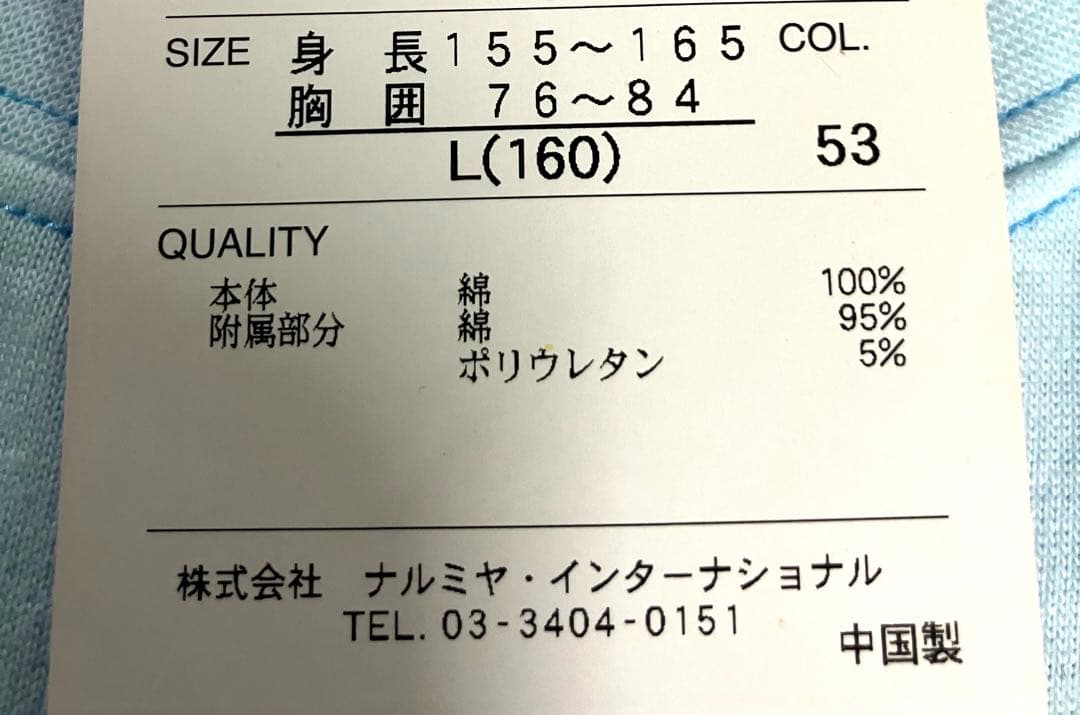 SIZE 身長155～165 COL.
胸囲 76～84
L(160) 53
QUALITY
本体 綿 100%
附属部分 綿 95%
ポリウレタン 5%
株式会社 ナルミヤ・インターナショナル
TEL. 03-3404-0151
中国製